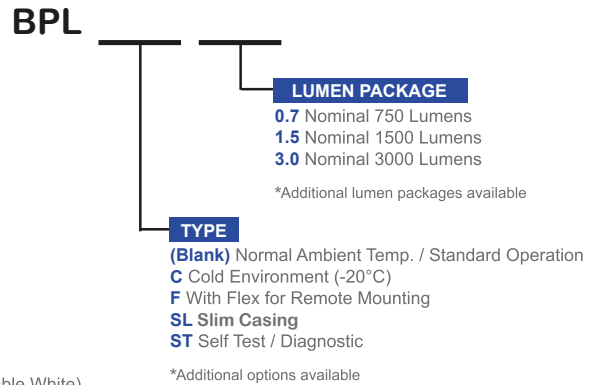 BPL
LUMEN PACKAGE
0.7 Nominal 750 Lumens
1.5 Nominal 1500 Lumens
3.0 Nominal 3000 Lumens
*Additional lumen packages available
TYPE
(Blank) Normal Ambient Temp. / Standard Operation
C Cold Environment (-20°C)
F With Flex for Remote Mounting
SL Slim Casing
ST Self Test / Diagnostic
*Additional options available
White)